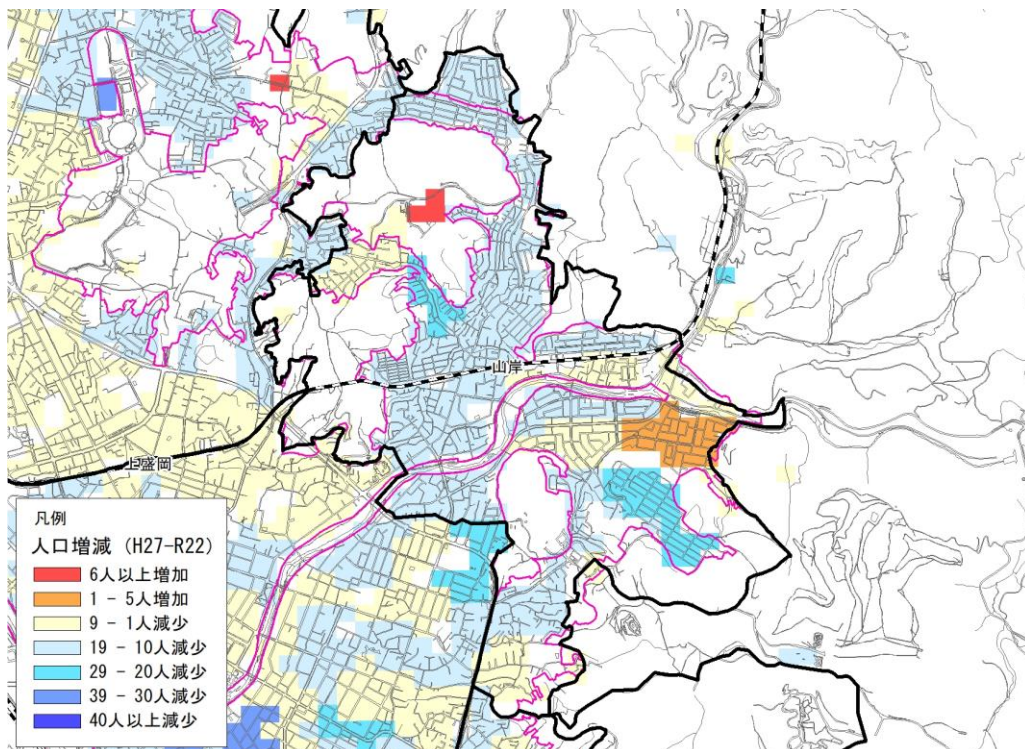 山岸
上盛岡
凡例
人口増減 (H27-R22)
6人以上増加
1 - 5人増加
9 - 1人減少
19 - 10人減少
29 - 20人減少
39 - 30人減少
40人以上減少